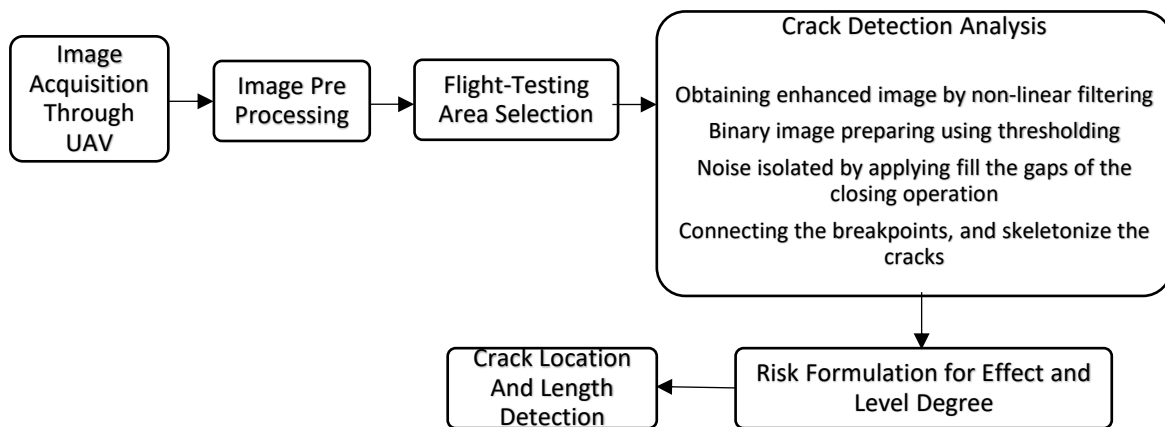 Image
Acquisition
Through
UAV
Image Pre
Processing
Flight-Testing
Area Selection
Crack Detection Analysis
Obtaining enhanced image by non-linear filtering
Binary image preparing using thresholding
Noise isolated by applying fill the gaps of the
closing operation
Connecting the breakpoints, and skeletonize the
cracks
Risk Formulation for Effect and
Level Degree
Crack Location
And Length
Detection